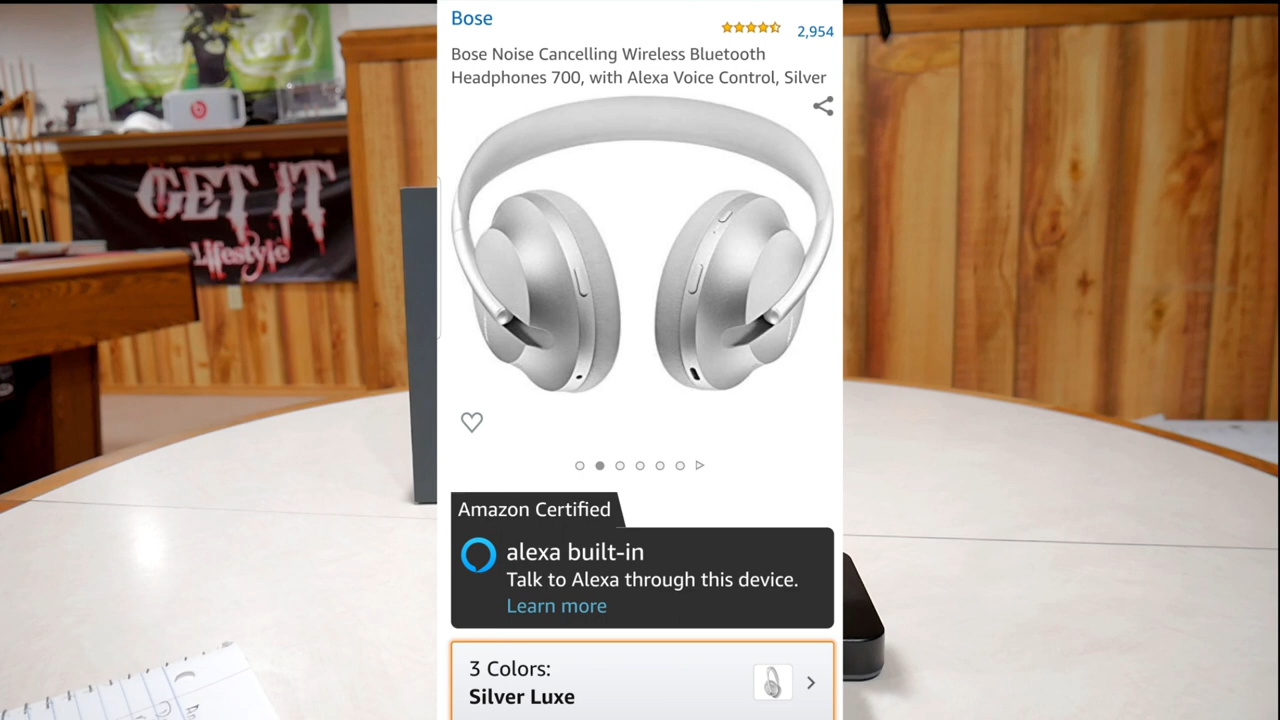 Bose
2,954
Bose Noise Cancelling Wireless Bluetooth
Headphones 700, with Alexa Voice Control, Silver
GET IT
Lifestyle
Amazon Certified
alexa built-in
Talk to Alexa through this device.
Learn more
3 Colors:
Silver Luxe